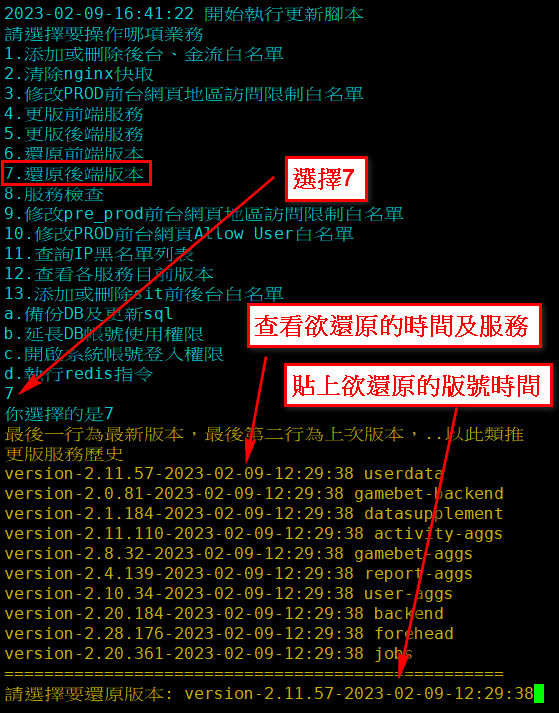 2023-02-09-16:41:22 開始執行更新腳本
請選擇要操作哪項業務
1.添加或刪除後台、金流白名單
2.清除nginx快取
3.修改PROD前台網頁地區訪問限制白名單
4.更版前端服務
5.更版後端服務
6.還原前端版本
7.還原後端版本
選擇7
8.服務檢查
9.修改pre_prod前台網頁地區訪問限制白名單
10.修改PROD前台網頁Allow User白名單
11.查詢IP黑名單列表
12.查看各服務目前版本
13.添加或刪除sit前後台白名單
a.備份DB及更新sql
查看欲還原的時間及服務
b.延長DB帳號使用權限
c.開啟系統帳號登入權限
d.執行redis指令
貼上欲還原的版號時間
7
你選擇的是7
最後一行為最新版本，最後第二行為上次版本，..以此類推
更版服務歷史
version-2.11.57-2023-02-09-12:29:38 userdata
version-2.0.81-2023-02-09-12:29:38 gamebet-backend
version-2.1.184-2023-02-09-12:29:38 datasupplement
version-2.11.110-2023-02-09-12:29:38 activity-aggs
version-2.8.32-2023-02-09-12:29:38 gamebet-aggs
version-2.4.139-2023-02-09-12:29:38 report-aggs
version-2.10.34-2023-02-09-12:29:38 user-aggs
version-2.20.184-2023-02-09-12:29:38 backend
version-2.28.176-2023-02-09-12:29:38 forehead
version-2.20.361-2023-02-09-12:29:38 jobs
==================================================
請選擇要還原版本: version-2.11.57-2023-02-09-12:29:38